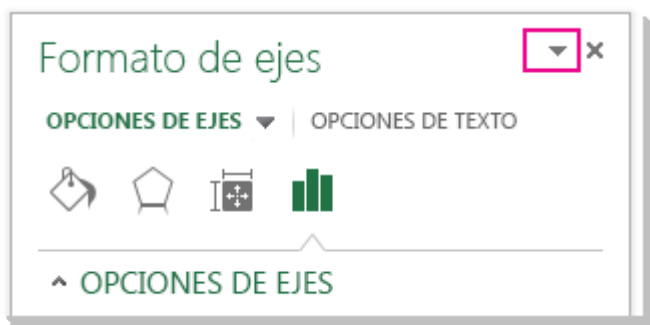 Formato de ejes
OPCIONES DE EJES OPCIONES DE TEXTO
OPCIONES DE EJES